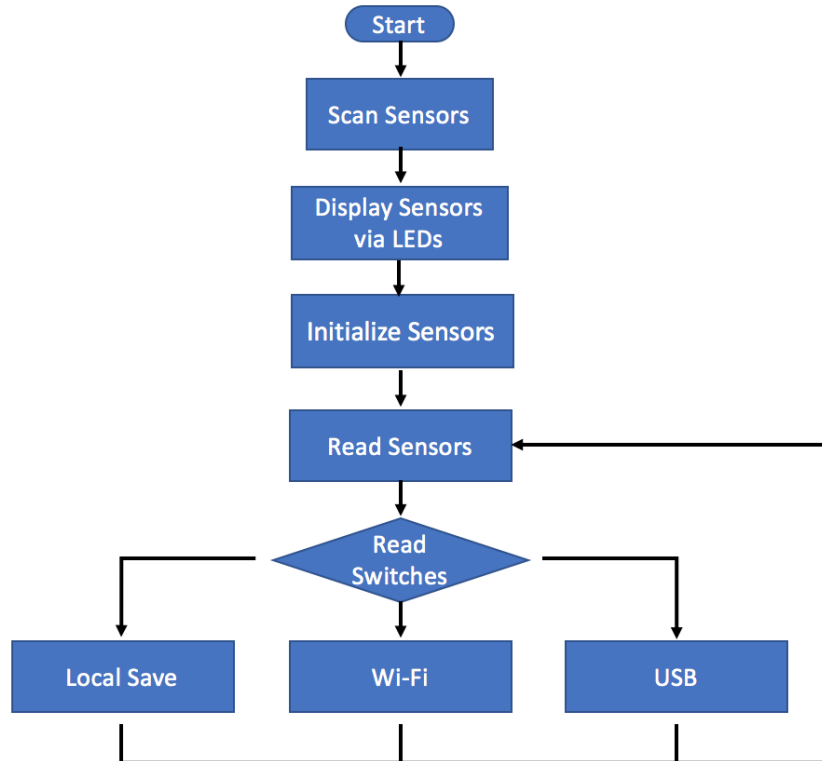 Start
Scan Sensors
Display Sensors
via LEDs
Initialize Sensors
Read Sensors
Read
Switches
Local Save
Wi-Fi
USB